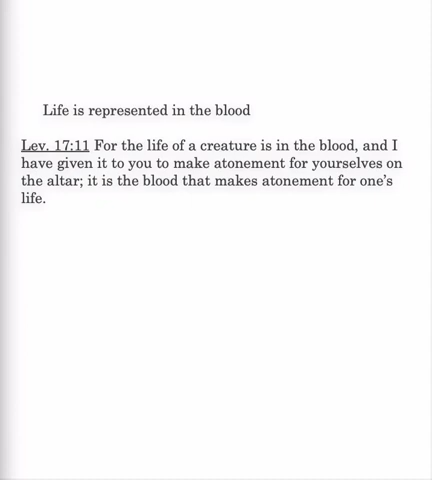 Life is represented in the blood
Lev. 17:11 For the life of a creature is in the blood, and I
have given it to you to make atonement for yourselves on
the altar; it is the blood that makes atonement for one’s
life.